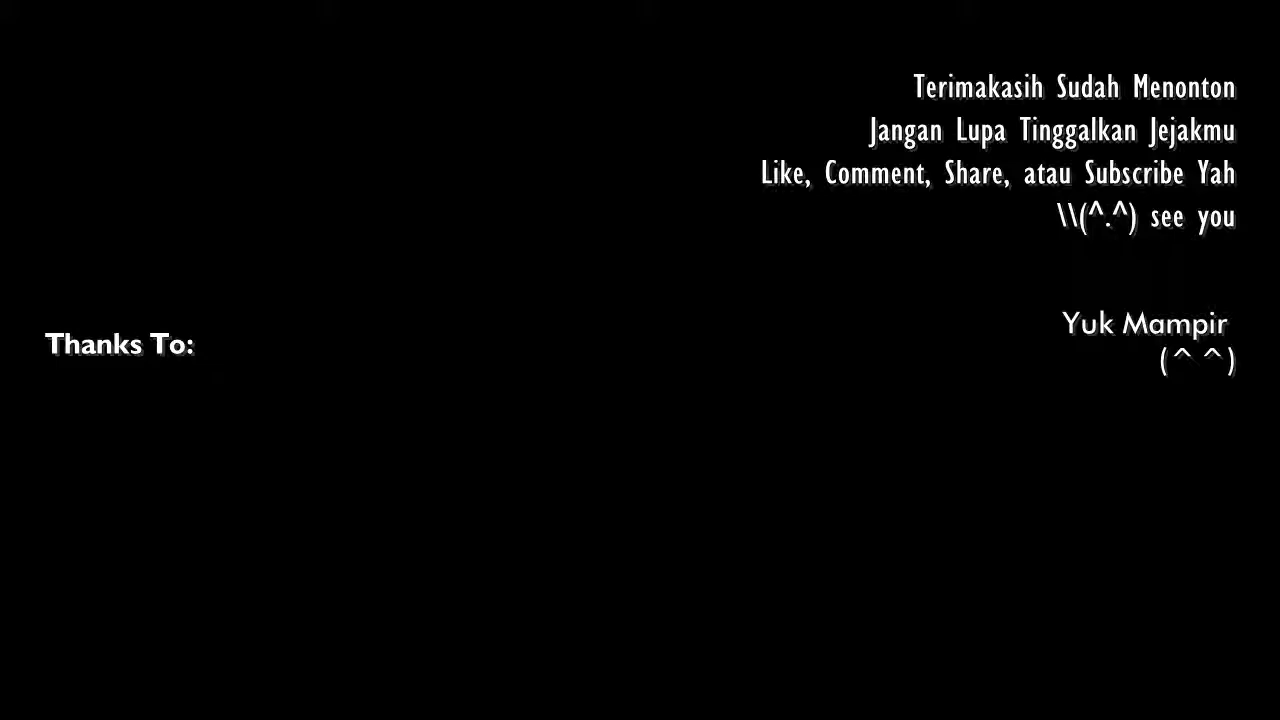 Terimakasih Sudah Menonton
Jangan Lupa Tinggalkan Jejakmu
Like, Comment, Share, atau Subscribe Yah
\\(^.^) see you
Yuk Mampir
(^ ^)
Thanks To: